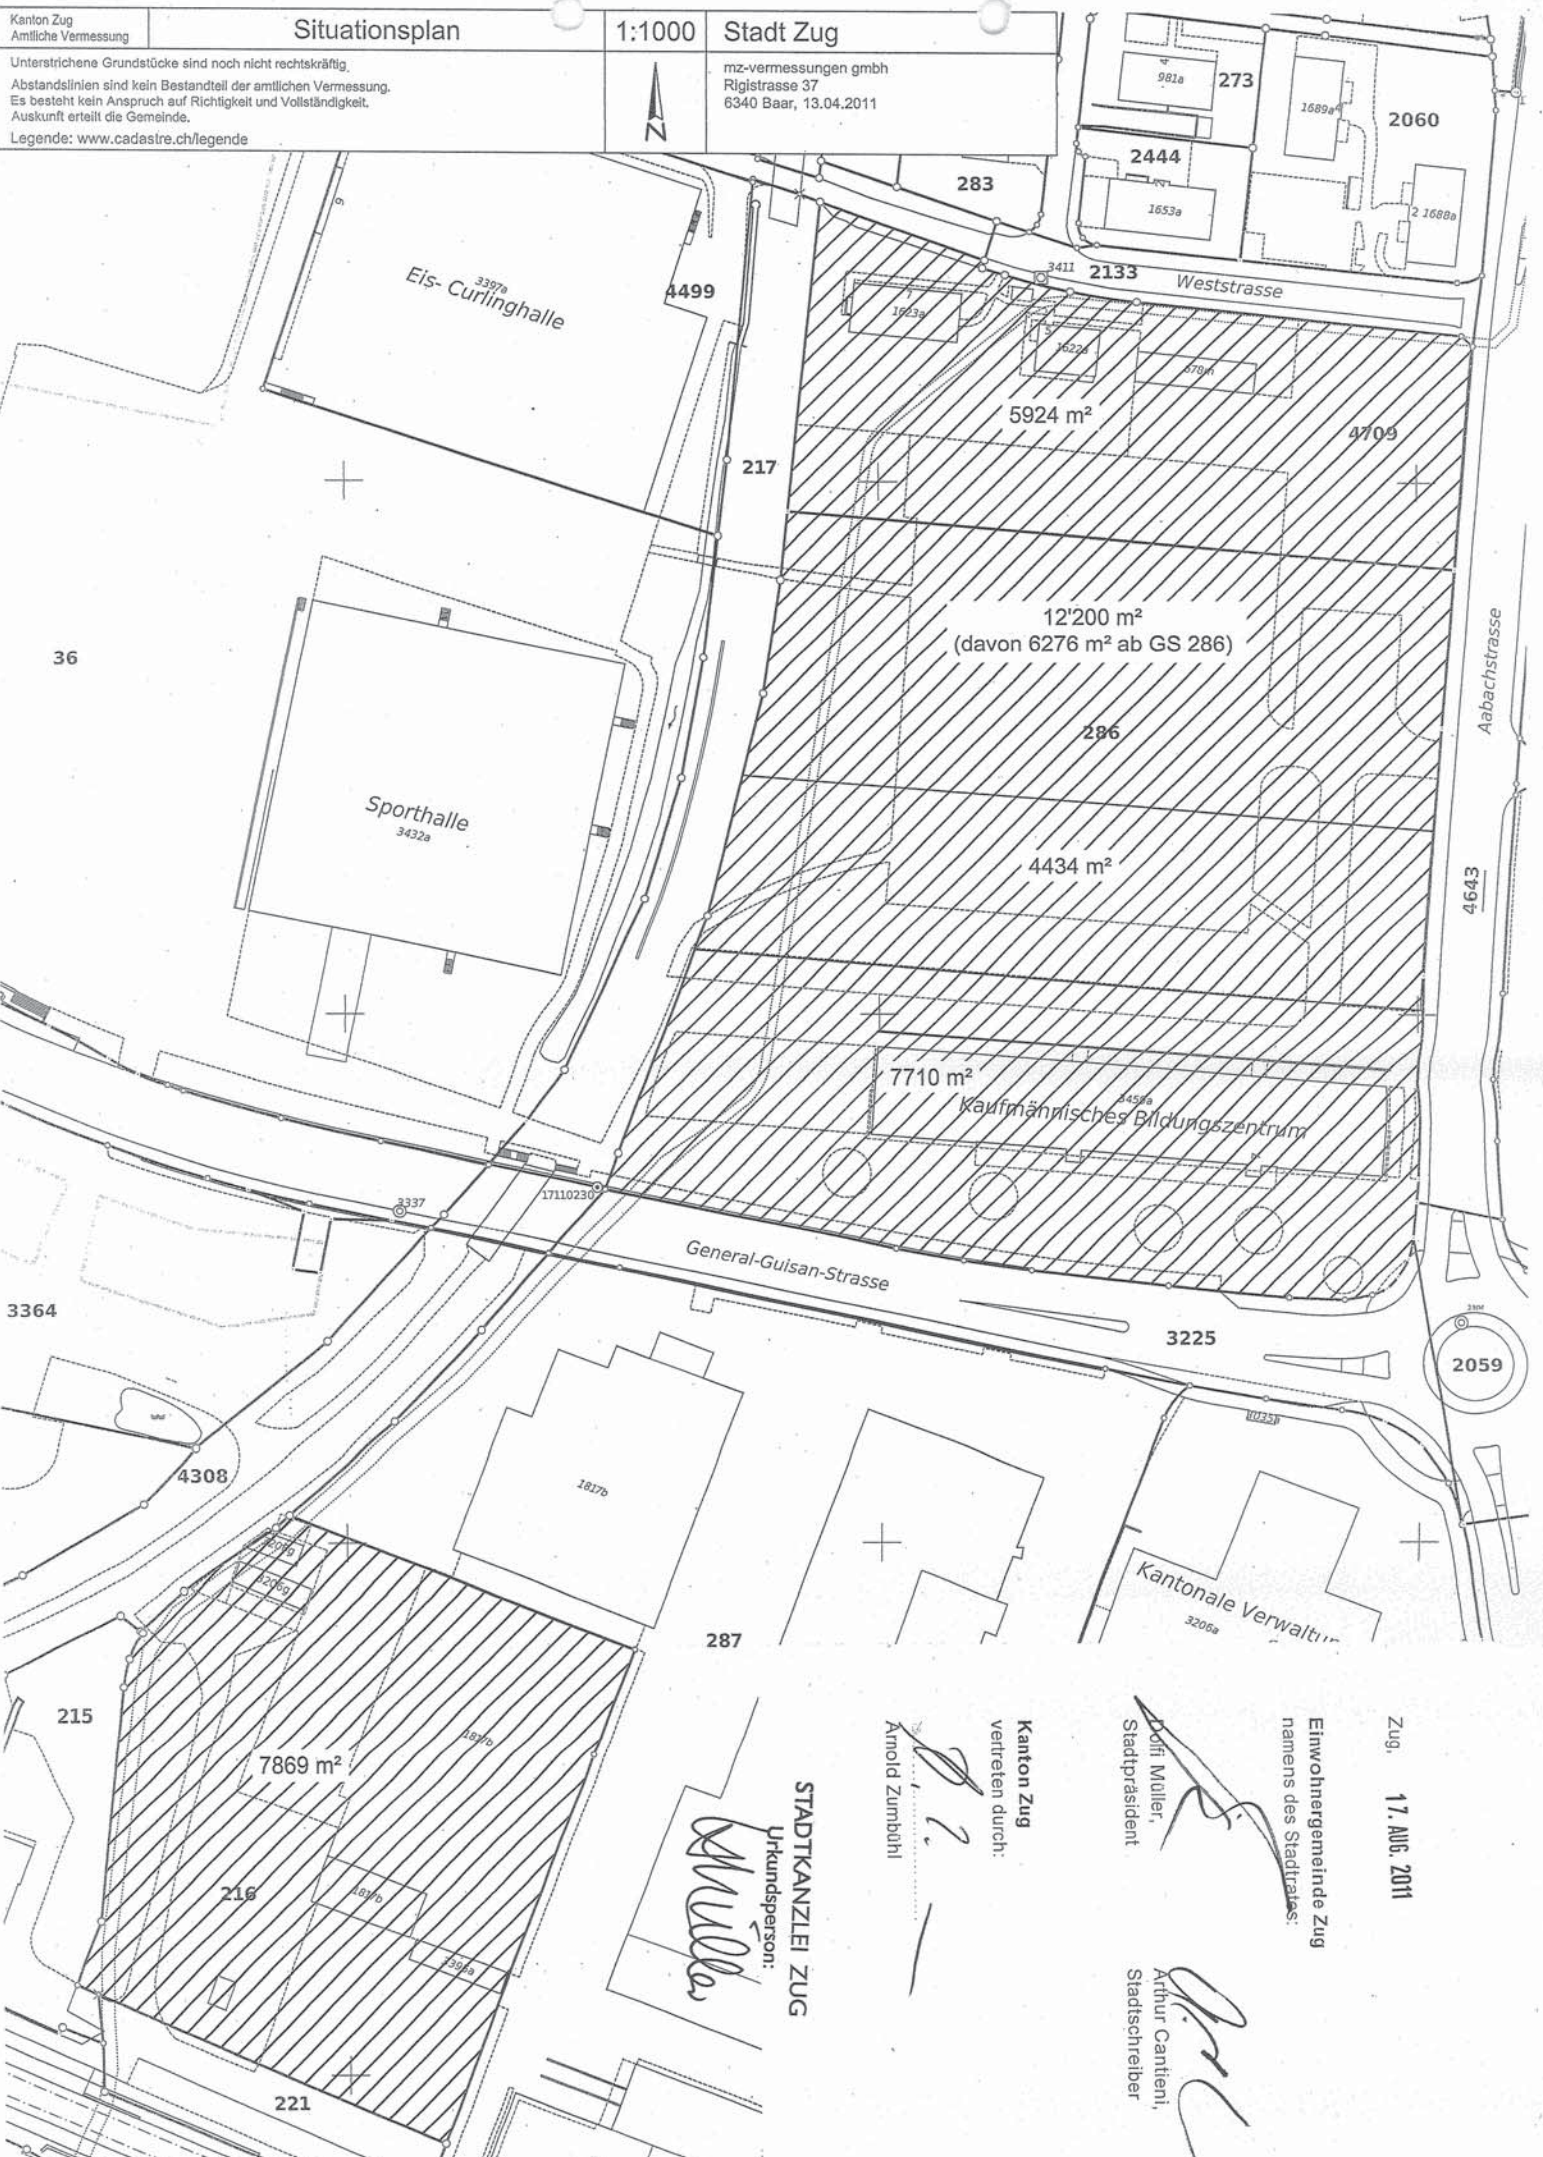 Kanton Zug
Amtliche Vermessung
Situationsplan
1:1000
Stadt Zug
Unterstrichene Grundstücke sind noch nicht rechtskräftig.
Abstandslinien sind kein Bestandteil der amtlichen Vermessung.
Es besteht kein Anspruch auf Richtigkeit und Vollständigkeit.
Auskunft erteilt die Gemeinde.
Legende: www.cadastre.ch/legende
N
mz-vermessungen gmbh
Rigistrasse 37
6340 Baar, 13.04.2011
4
981a
273
1689a
2060
2444
1653a
2 1688a
283
9
3397a
Eis- Curlinghalle
4499
3411
2133
Weststrasse
1623a
1622a
5924 m²
4709
217
12'200 m²
(davon 6276 m² ab GS 286)
36
Aabachstrasse
286
Sporthalle
3432a
4434 m²
4643
7710 m²
Kaufmännisches Bildungszentrum
17110230
3337
General-Guisan-Strasse
3364
3225
2059
4308
1817b
3206g
Kantonale Verwaltu
3206a
287
215
7869 m²
1817b
216
1817b
221
Zug,
17. AUG. 2011
Einwohnergemeinde Zug
namens des Stadtrates:
Dolfi Müller,
Stadtpräsident
Arthur Cantieni,
Stadtschreiber
Kanton Zug
vertreten durch:
Arnold Zumbühl
STADTKANZLEI ZUG
Urkundsperson: